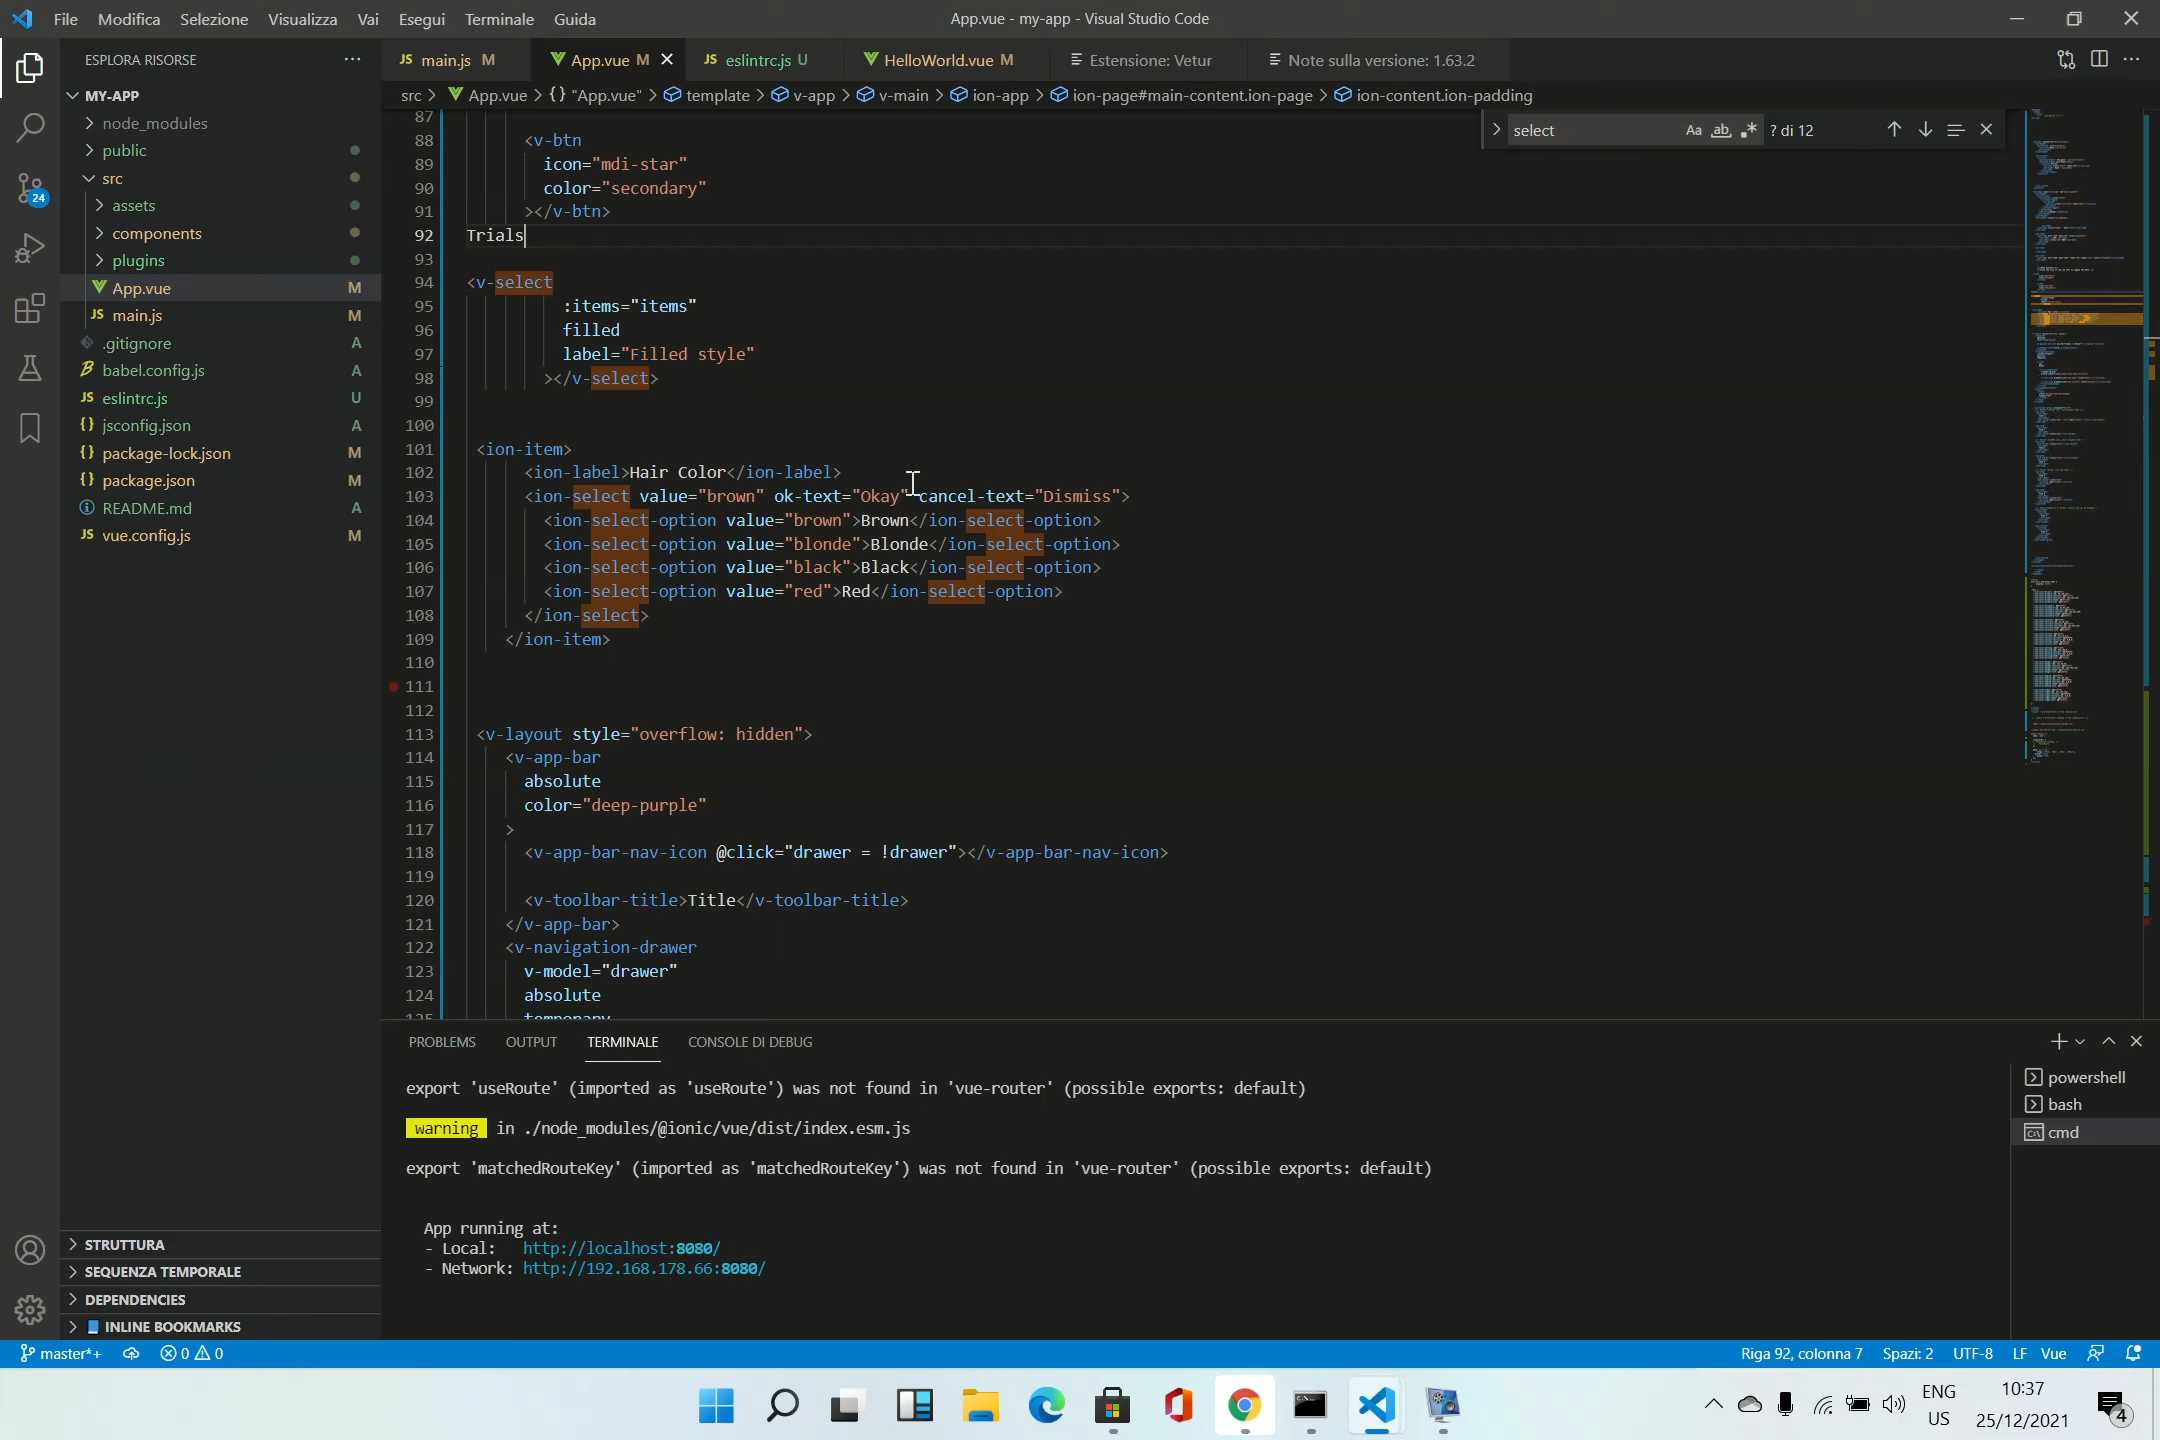 File Modifica Selezione Visualizza Vai Esegui Terminale Guida
App.vue - my-app - Visual Studio Code
ESPLORA RISORSE
MY-APP
node_modules
public
src
assets
components
plugins
App.vue M
main.js M
.gitignore A
babel.config.js A
eslintrc.js U
jsconfig.json A
package-lock.json M
package.json M
README.md A
vue.config.js M
STRUTTURA
SEQUENZA TEMPORALE
DEPENDENCIES
INLINE BOOKMARKS
24
JS main.js M App.vue M JS eslintrc.js U HelloWorld.vue M Estensione: Vetur Note sulla versione: 1.63.2
src > App.vue > {} "App.vue" > template > v-app > v-main > ion-app > ion-page#main-content.ion-page > ion-content.ion-padding
select Aa ab .* ? di 12
87
88 <v-btn
89 icon="mdi-star"
90 color="secondary"
91 ></v-btn>
92 Trials
93
94 <v-select
95 :items="items"
96 filled
97 label="Filled style"
98 ></v-select>
99
100
101 <ion-item>
102 <ion-label>Hair Color</ion-label>
103 <ion-select value="brown" ok-text="Okay" cancel-text="Dismiss">
104 <ion-select-option value="brown">Brown</ion-select-option>
105 <ion-select-option value="blonde">Blonde</ion-select-option>
106 <ion-select-option value="black">Black</ion-select-option>
107 <ion-select-option value="red">Red</ion-select-option>
108 </ion-select>
109 </ion-item>
110
111
112
113 <v-layout style="overflow: hidden">
114 <v-app-bar
115 absolute
116 color="deep-purple"
117 >
118 <v-app-bar-nav-icon @click="drawer = !drawer"></v-app-bar-nav-icon>
119
120 <v-toolbar-title>Title</v-toolbar-title>
121 </v-app-bar>
122 <v-navigation-drawer
123 v-model="drawer"
124 absolute
125 temporary
PROBLEMS OUTPUT TERMINALE CONSOLE DI DEBUG
export 'useRoute' (imported as 'useRoute') was not found in 'vue-router' (possible exports: default)
warning in ./node_modules/@ionic/vue/dist/index.esm.js
export 'matchedRouteKey' (imported as 'matchedRouteKey') was not found in 'vue-router' (possible exports: default)
App running at:
- Local: http://localhost:8080/
- Network: http://192.168.178.66:8080/
powershell
bash
cmd
master*+ 0 0 Riga 92, colonna 7 Spazi: 2 UTF-8 LF Vue
ENG
US
10:37
25/12/2021
4